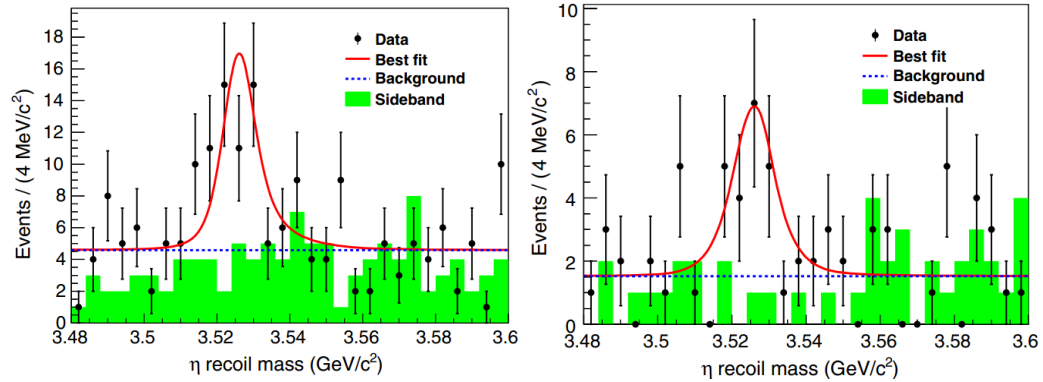 Events / (4 MeV/c²)
18
16
14
12
10
8
6
4
2
0
Data
Best fit
Background
Sideband
3.48 3.5 3.52 3.54 3.56 3.58 3.6
η recoil mass (GeV/c²)
Events / (4 MeV/c²)
10
8
6
4
2
0
Data
Best fit
Background
Sideband
3.48 3.5 3.52 3.54 3.56 3.58 3.6
η recoil mass (GeV/c²)